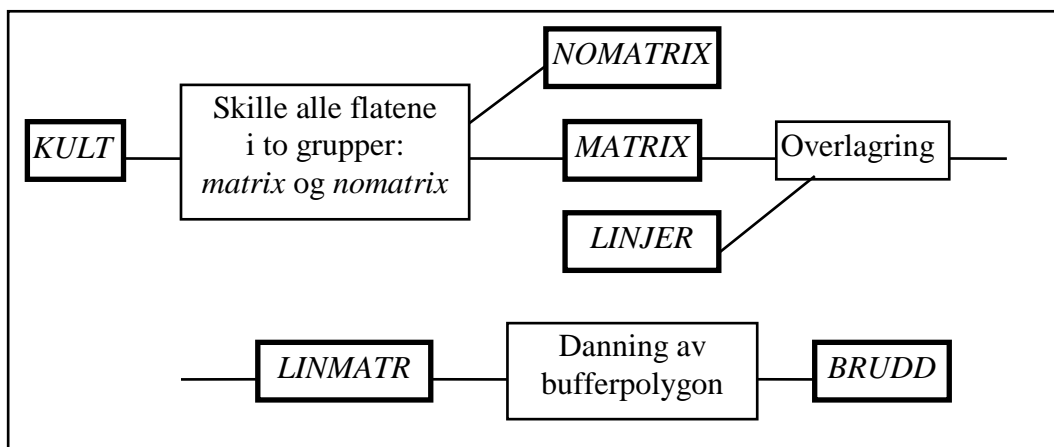 NOMATRIX
KULT
Skille alle flatene
i to grupper:
matrix og nomatrix
MATRIX
Overlagring
LINJER
LINMATR
Danning av
bufferpolygon
BRUDD